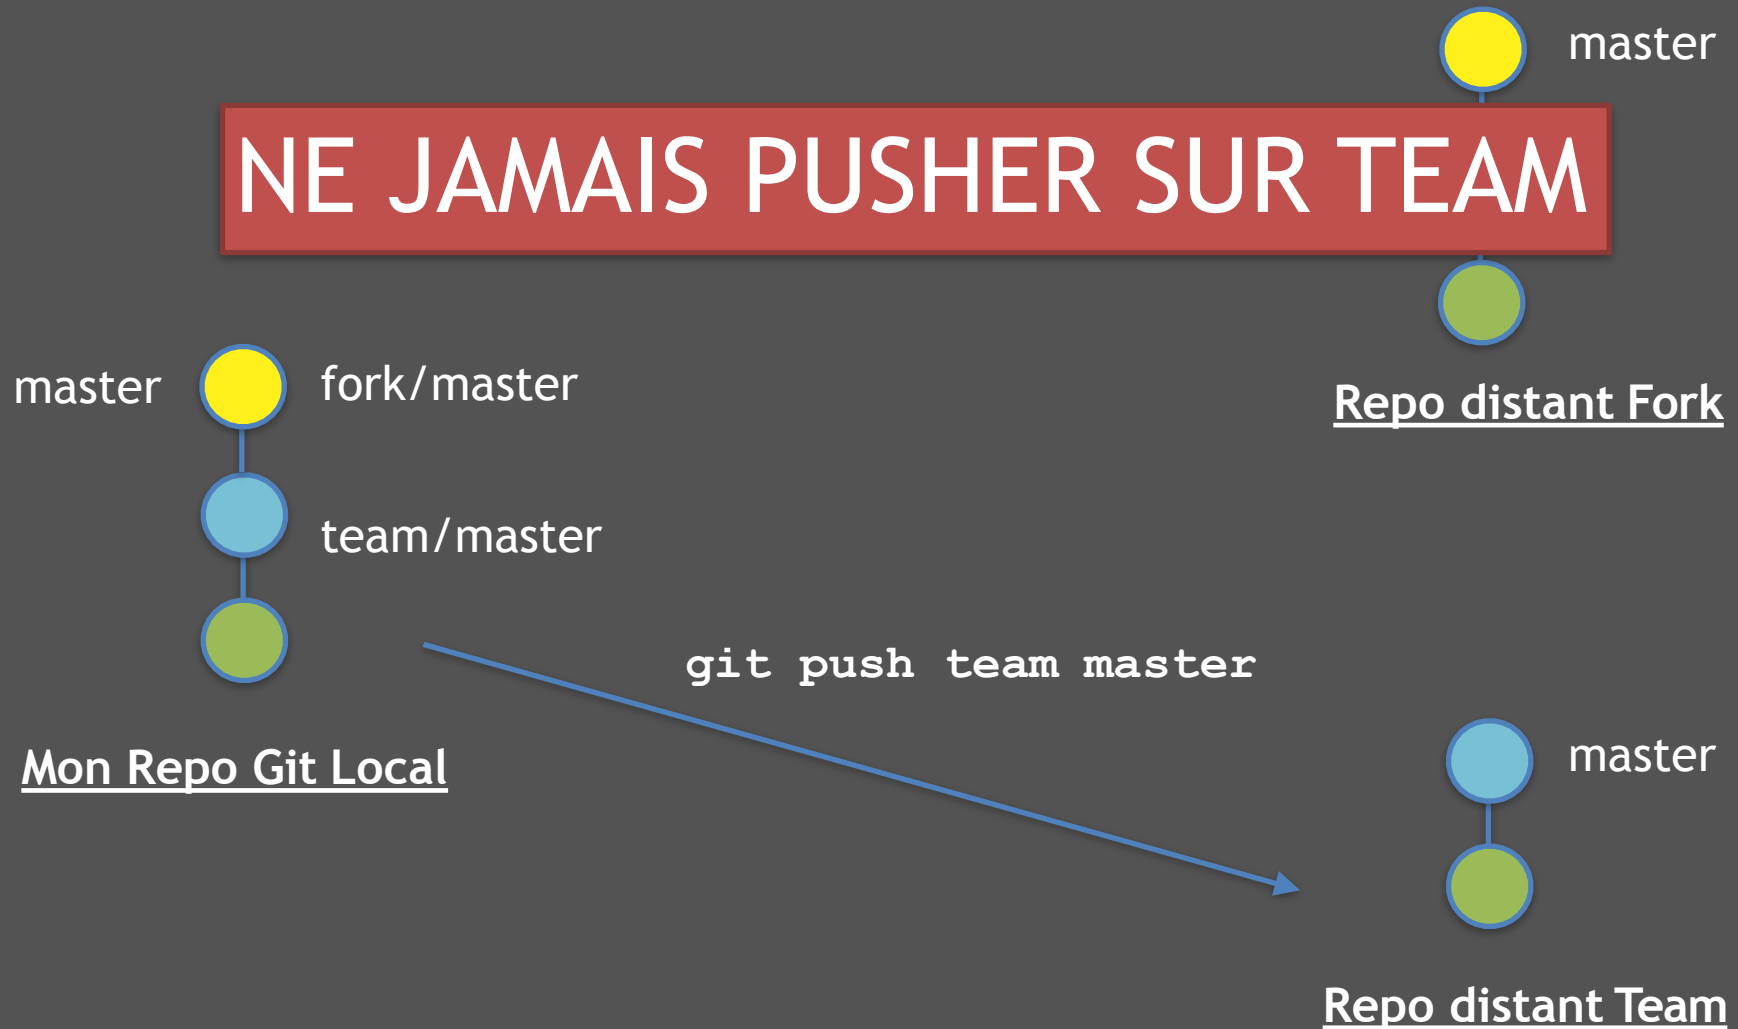 master
NE JAMAIS PUSHER SUR TEAM
master
fork/master
Repo distant Fork
team/master
git push team master
Mon Repo Git Local
master
Repo distant Team